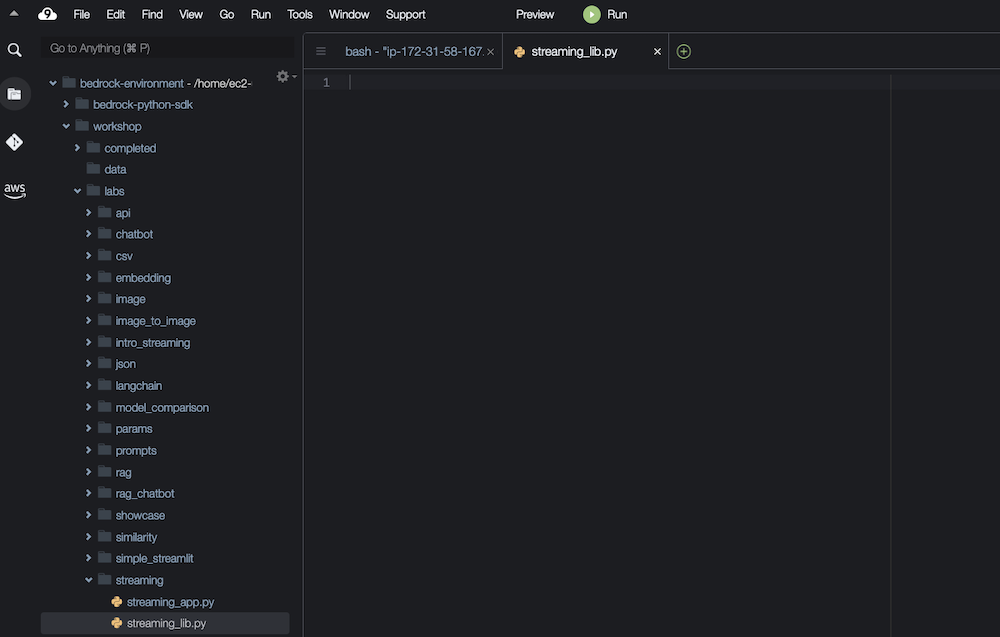 9 File Edit Find View Go Run Tools Window Support Preview Run
Go to Anything (⌘ P)
bash - "ip-172-31-58-167. × streaming_lib.py × 
1
bedrock-environment - /home/ec2-
bedrock-python-sdk
workshop
completed
data
labs
api
chatbot
csv
embedding
image
image_to_image
intro_streaming
json
langchain
model_comparison
params
prompts
rag
rag_chatbot
showcase
similarity
simple_streamlit
streaming
streaming_app.py
streaming_lib.py
aws